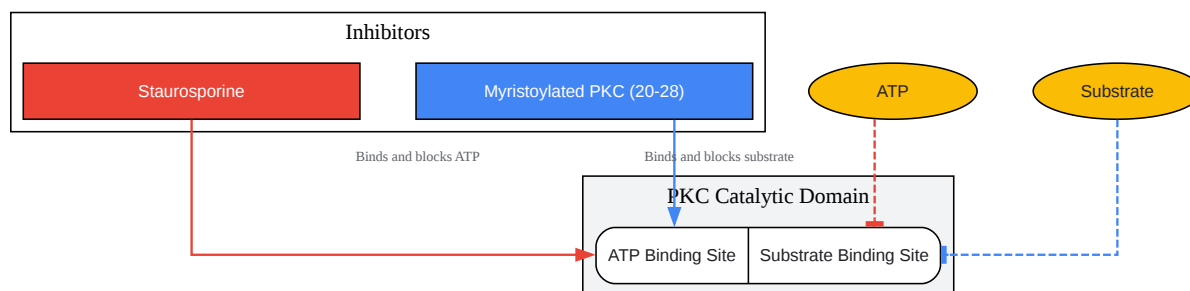 Inhibitors
Staurosporine
Myristoylated PKC (20-28)
ATP
Substrate
Binds and blocks ATP
Binds and blocks substrate
PKC Catalytic Domain
ATP Binding Site
Substrate Binding Site